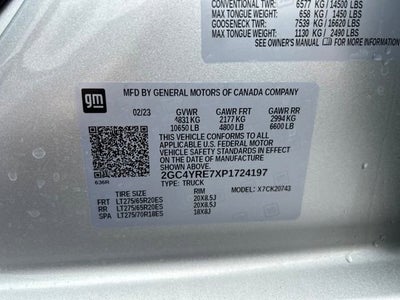 CONVENTIONAL TWR: 6577 KG / 14500 LBS
MAX TONGUE WEIGHT: 658 KG / 1450 LBS
GOOSENECK TWR: 7539 KG / 16620 LBS
MAX TONGUE WEIGHT: 1130 KG / 2490 LBS
SEE OWNER'S MANUAL FOR MORE INFORMATION
gm
MFD BY GENERAL MOTORS OF CANADA COMPANY
02/23 GVWR GAWR FRT GAWR RR
4831 KG 2177 KG 2994 KG
10650 LB 4800 LB 6600 LB
THIS VEHICLE CONFORMS TO ALL
APPLICABLE U.S. FEDERAL MOTOR
VEHICLE SAFETY STANDARDS IN
EFFECT ON THE DATE OF
MANUFACTURE SHOWN ABOVE.
2GC4YRE7XP1724197
TYPE: TRUCK
636R
X7CK20743
TIRE SIZE RIM
FRT LT275/65R20ES 20X8.5J
RR LT275/65R20ES 20X8.5J
SPA LT275/70R18ES 18X8J